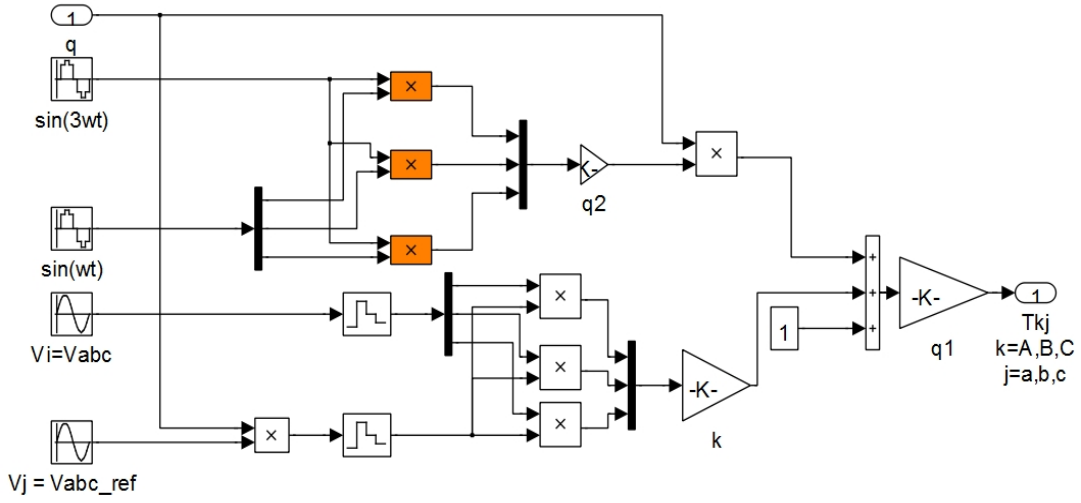 1
q
sin(3wt)
×
×
×
K-
q2
×
sin(wt)
Vi=Vabc
×
×
×
-K-
k
1
+
+
+
-K-
q1
1
Tkj
k=A,B,C
j=a,b,c
×
Vj = Vabc_ref